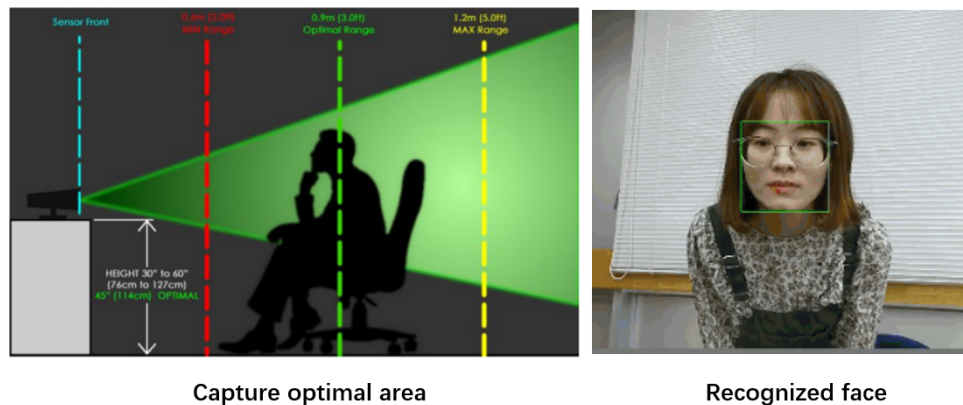 Sensor Front
0.6m (2.0ft)
MIN Range
0.9m (3.0ft)
Optimal Range
1.2m (5.0ft)
MAX Range
HEIGHT 30" to 60"
(76cm to 127cm)
45" (114cm) OPTIMAL
Capture optimal area
Recognized face